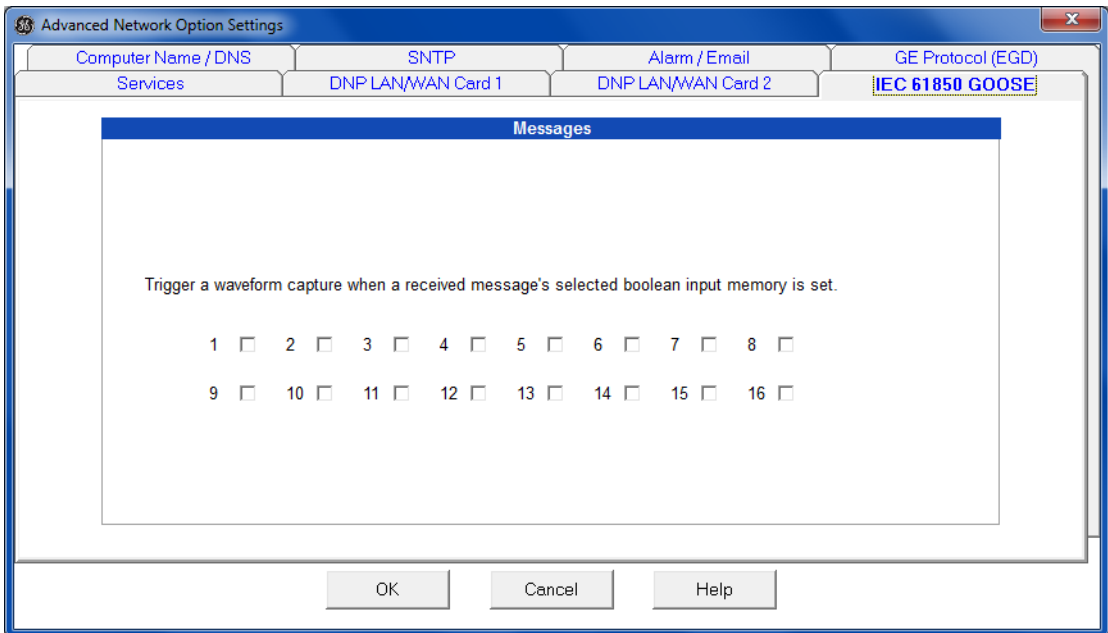 Advanced Network Option Settings
x
Computer Name / DNS SNTP Alarm / Email GE Protocol (EGD)
Services DNP LAN/WAN Card 1 DNP LAN/WAN Card 2 IEC 61850 GOOSE
Messages
Trigger a waveform capture when a received message's selected boolean input memory is set.
1 2 3 4 5 6 7 8
9 10 11 12 13 14 15 16
OK Cancel Help